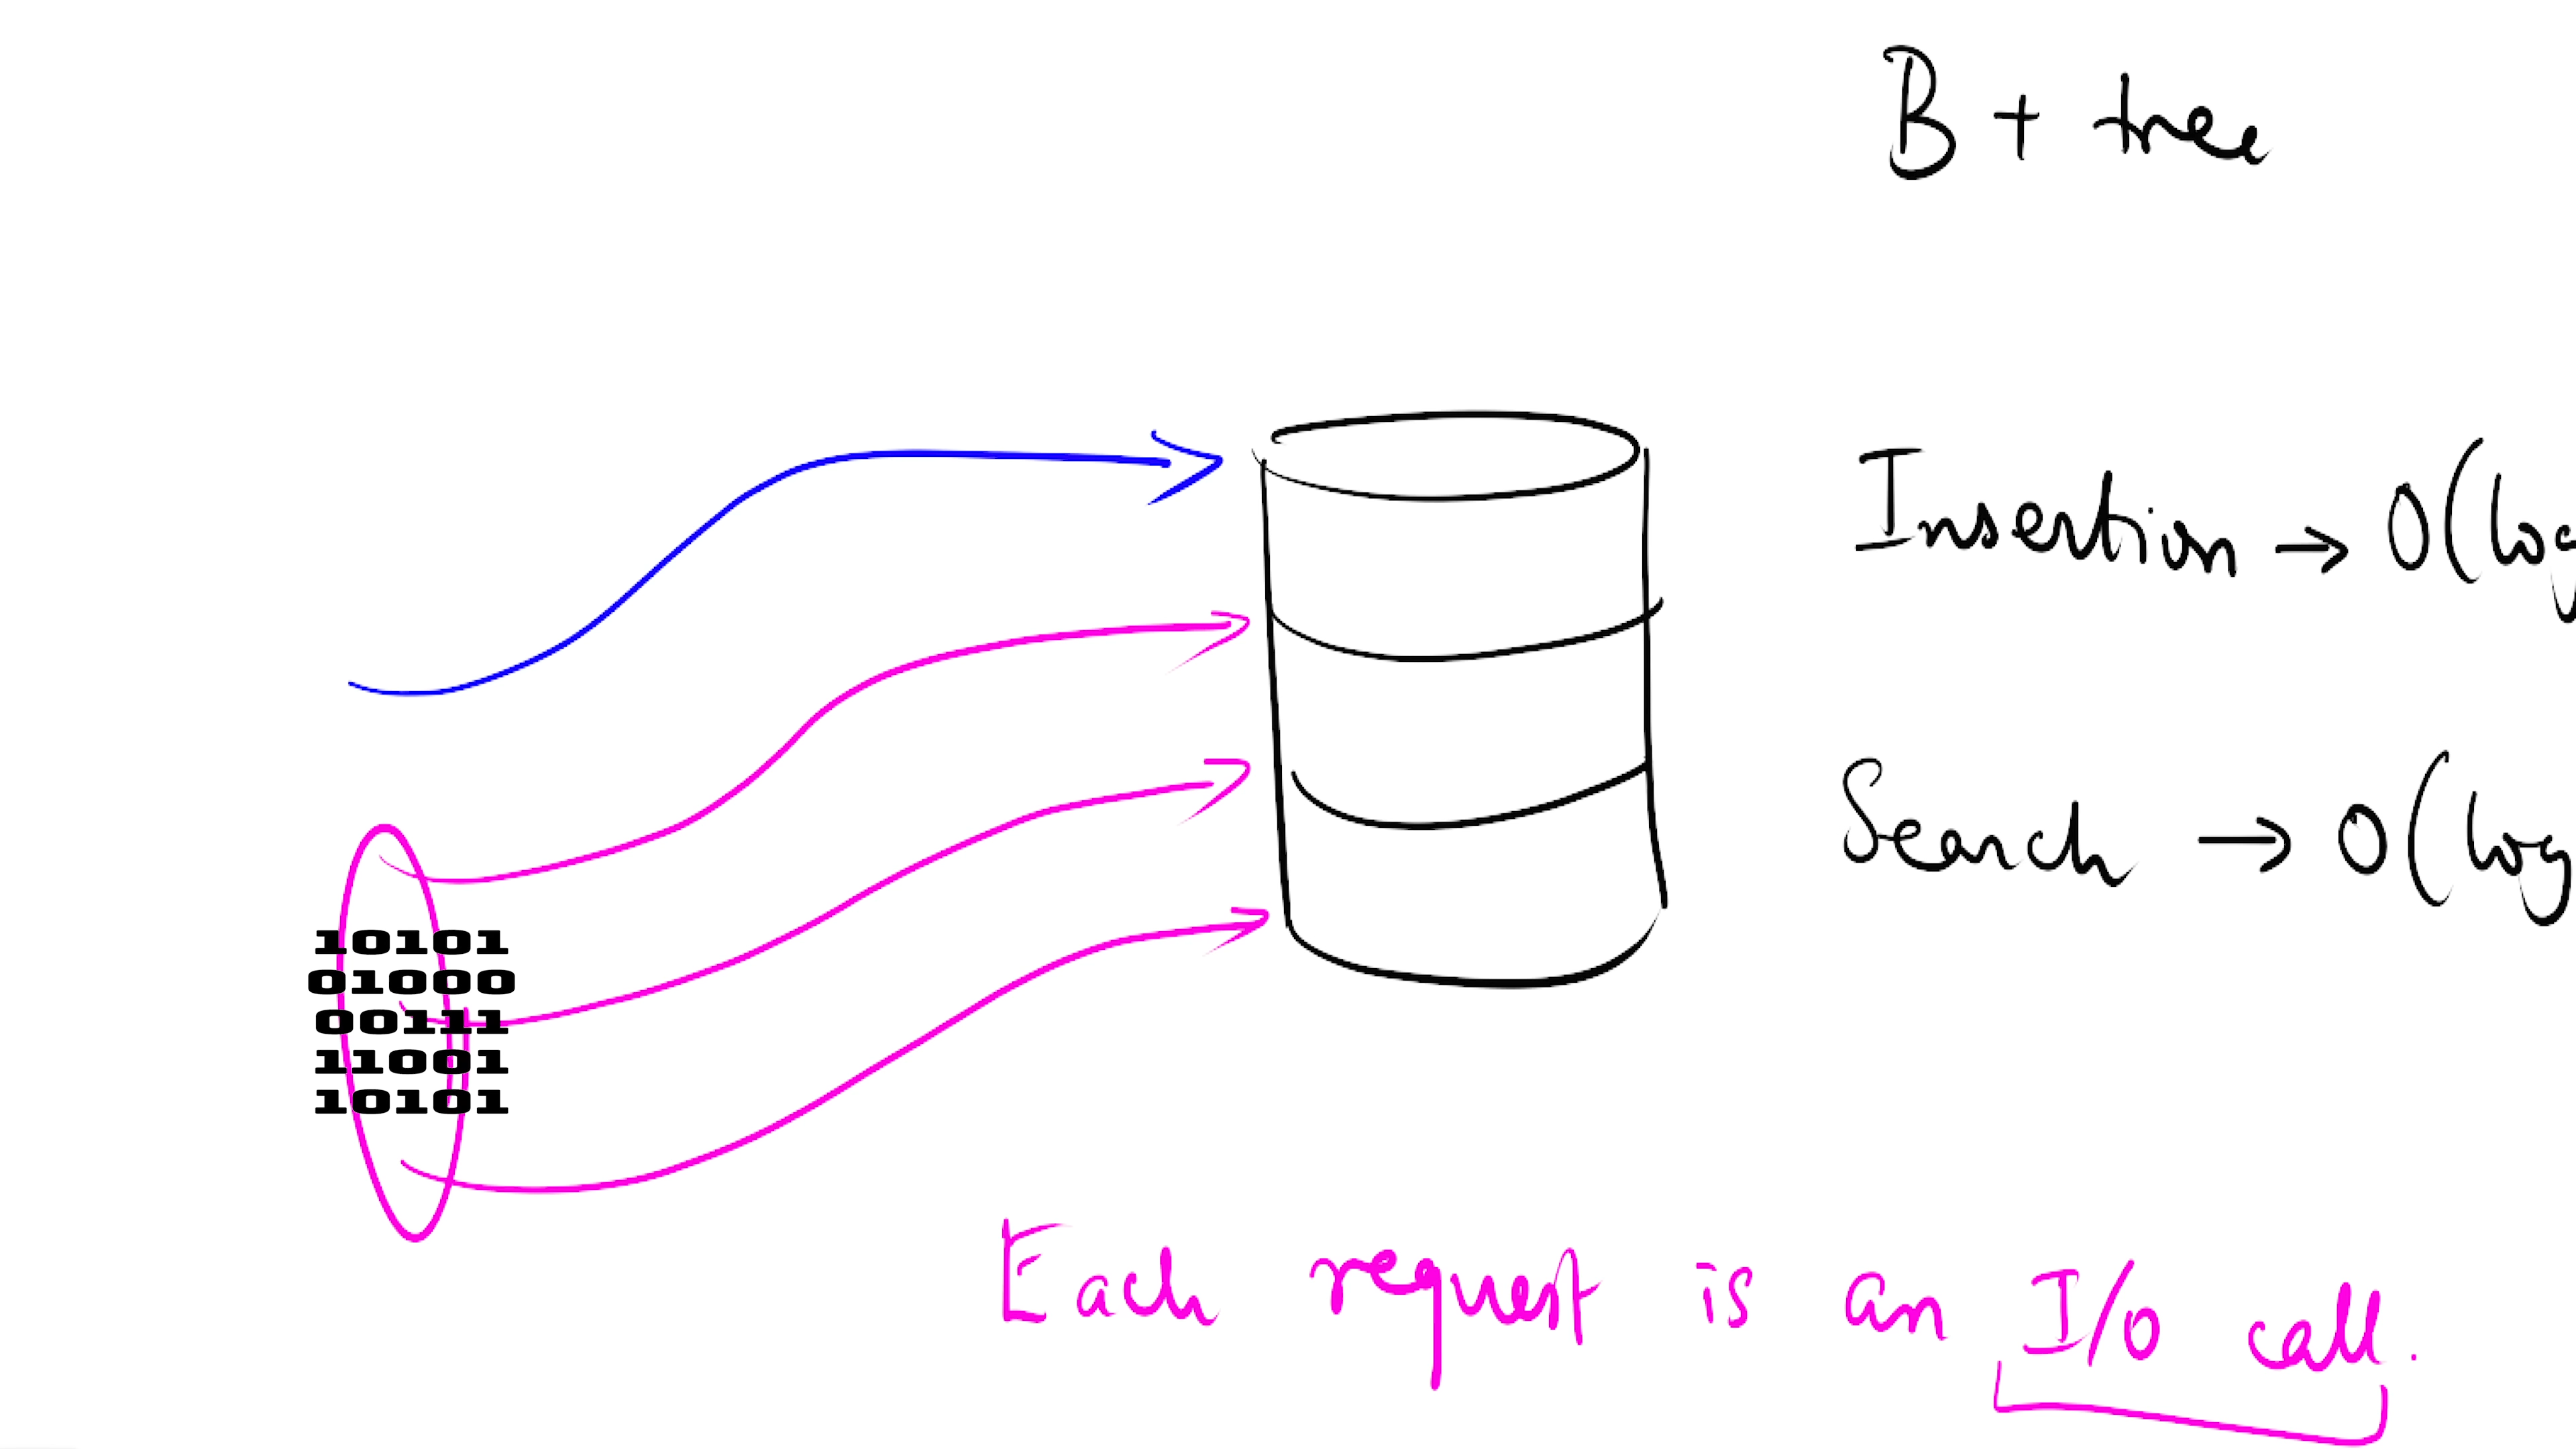 B + tree
Insertion → O(log
Search → O(log
10101
01000
00111
11001
10101
Each request is an I/O call.